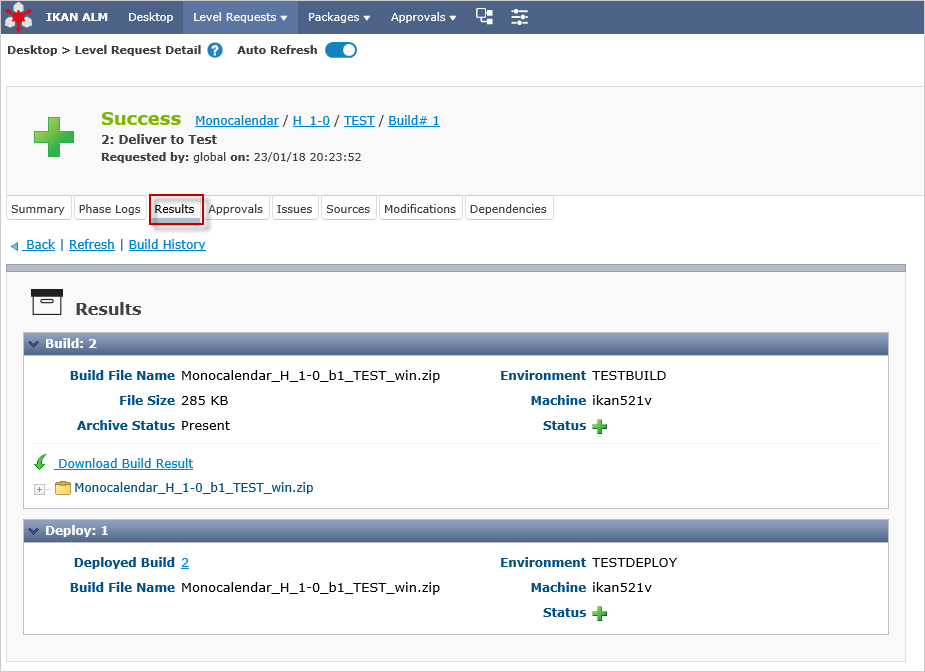 IKAN ALM Desktop Level Requests Packages Approvals
Desktop > Level Request Detail ? Auto Refresh
Success Monocalendar / H_1-0 / TEST / Build# 1
2: Deliver to Test
Requested by: global on: 23/01/18 20:23:52
Summary Phase Logs Results Approvals Issues Sources Modifications Dependencies
Back | Refresh | Build History
Results
Build: 2
Build File Name Monocalendar_H_1-0_b1_TEST_win.zip Environment TESTBUILD
File Size 285 KB Machine ikan521v
Archive Status Present Status
Download Build Result
Monocalendar_H_1-0_b1_TEST_win.zip
Deploy: 1
Deployed Build 2 Environment TESTDEPLOY
Build File Name Monocalendar_H_1-0_b1_TEST_win.zip Machine ikan521v
Status